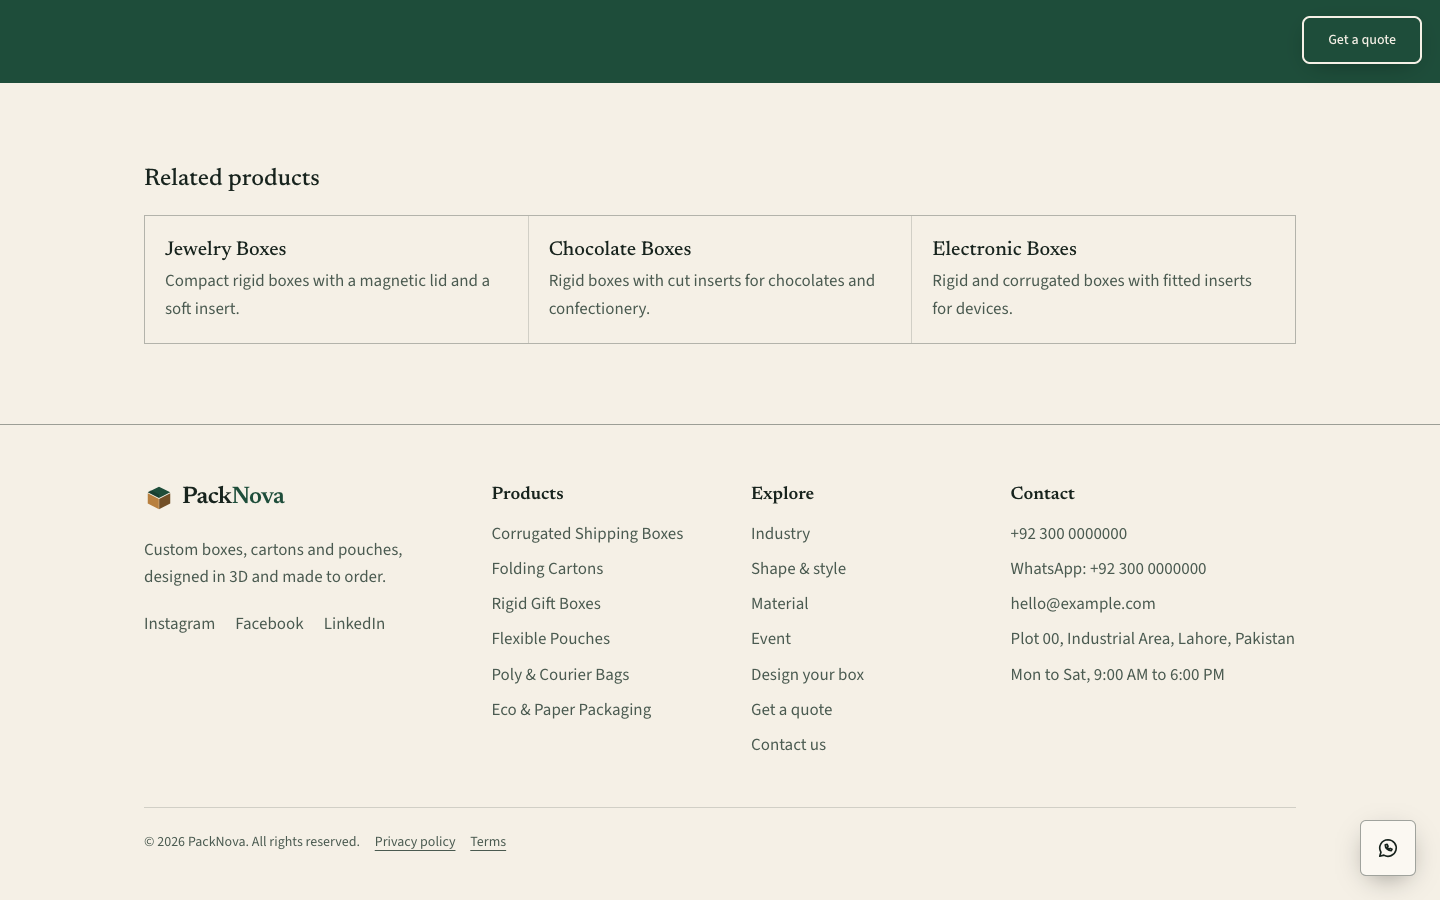 Get a quote
Related products
Jewelry Boxes
Compact rigid boxes with a magnetic lid and a
soft insert.
Chocolate Boxes
Rigid boxes with cut inserts for chocolates and
confectionery.
Electronic Boxes
Rigid and corrugated boxes with fitted inserts
for devices.
PackNova
Custom boxes, cartons and pouches,
designed in 3D and made to order.
Instagram Facebook LinkedIn
Products
Corrugated Shipping Boxes
Folding Cartons
Rigid Gift Boxes
Flexible Pouches
Poly & Courier Bags
Eco & Paper Packaging
Explore
Industry
Shape & style
Material
Event
Design your box
Get a quote
Contact us
Contact
+92 300 0000000
WhatsApp: +92 300 0000000
hello@example.com
Plot 00, Industrial Area, Lahore, Pakistan
Mon to Sat, 9:00 AM to 6:00 PM
© 2026 PackNova. All rights reserved. Privacy policy Terms